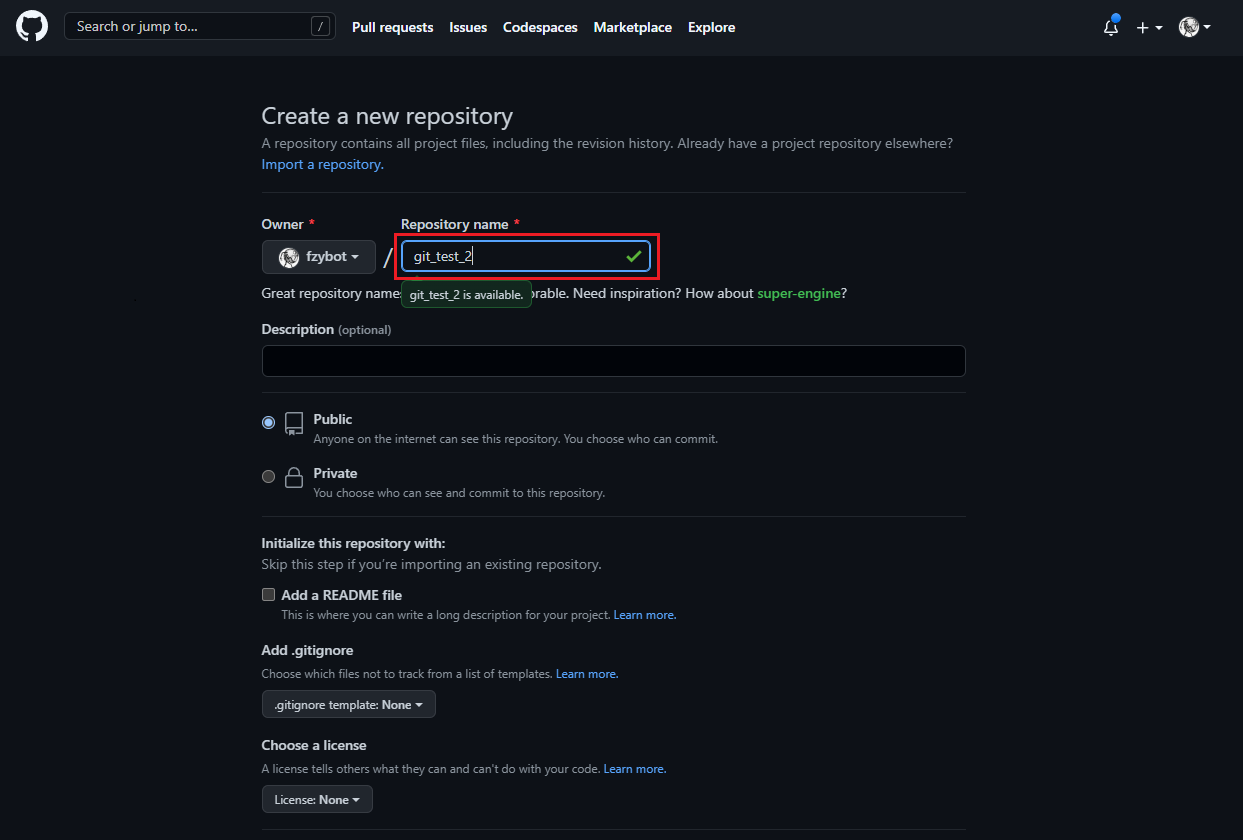 Search or jump to... /
Pull requests Issues Codespaces Marketplace Explore
Create a new repository
A repository contains all project files, including the revision history. Already have a project repository elsewhere?
Import a repository.
Owner * Repository name *
fzybot / git_test_2
Great repository name orable. Need inspiration? How about super-engine?
git_test_2 is available.
Description (optional)
Public
Anyone on the internet can see this repository. You choose who can commit.
Private
You choose who can see and commit to this repository.
Initialize this repository with:
Skip this step if you're importing an existing repository.
Add a README file
This is where you can write a long description for your project. Learn more.
Add .gitignore
Choose which files not to track from a list of templates. Learn more.
.gitignore template: None
Choose a license
A license tells others what they can and can't do with your code. Learn more.
License: None